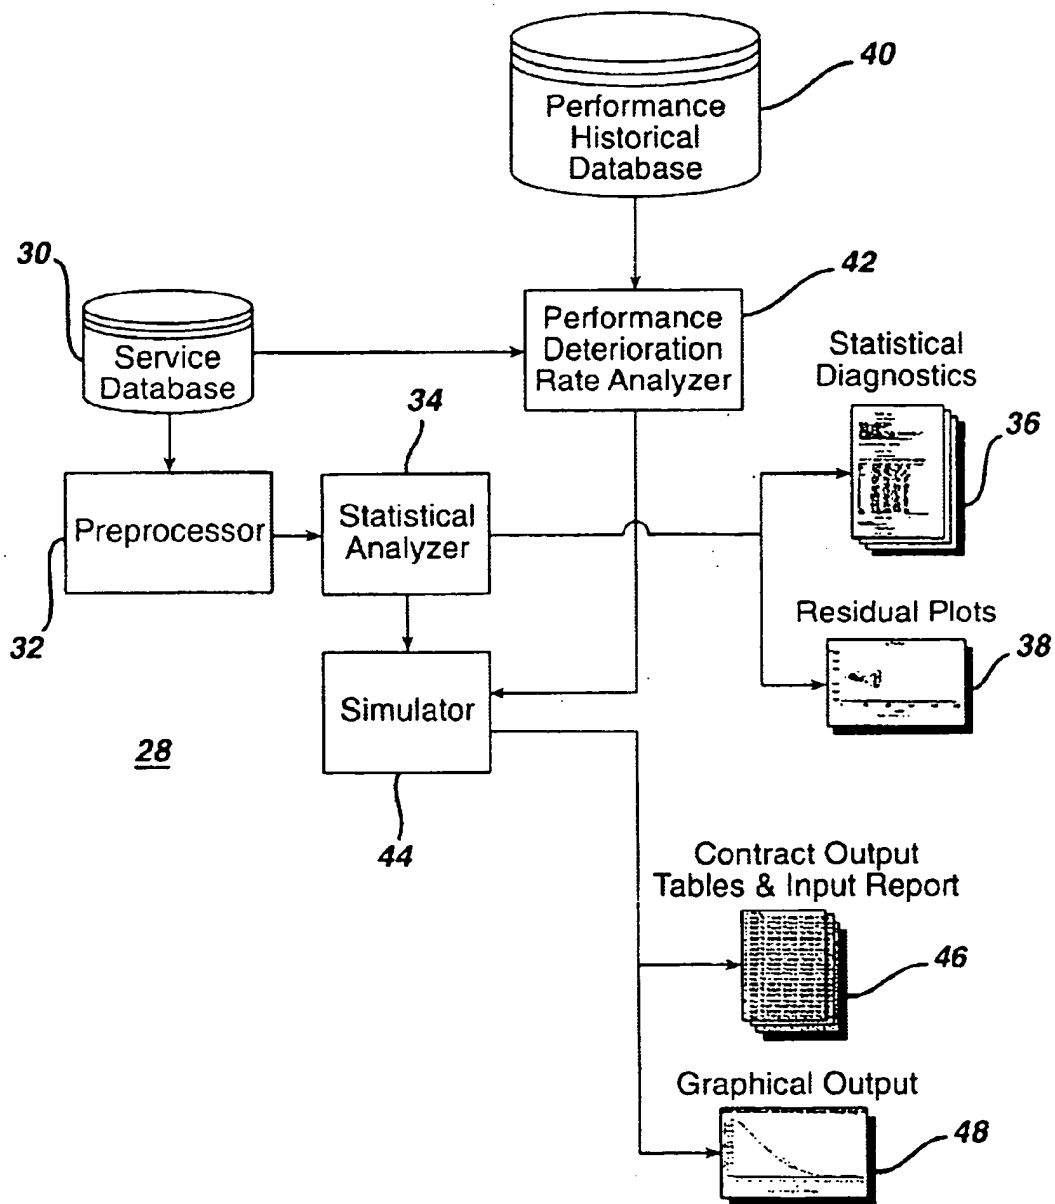 40
Performance
Historical
Database
30
42
Service
Database
Performance
Deterioration
Rate Analyzer
Statistical
Diagnostics
34
36
Preprocessor
Statistical
Analyzer
32
Residual Plots
38
Simulator
28
44
Contract Output
Tables & Input Report
46
Graphical Output
48